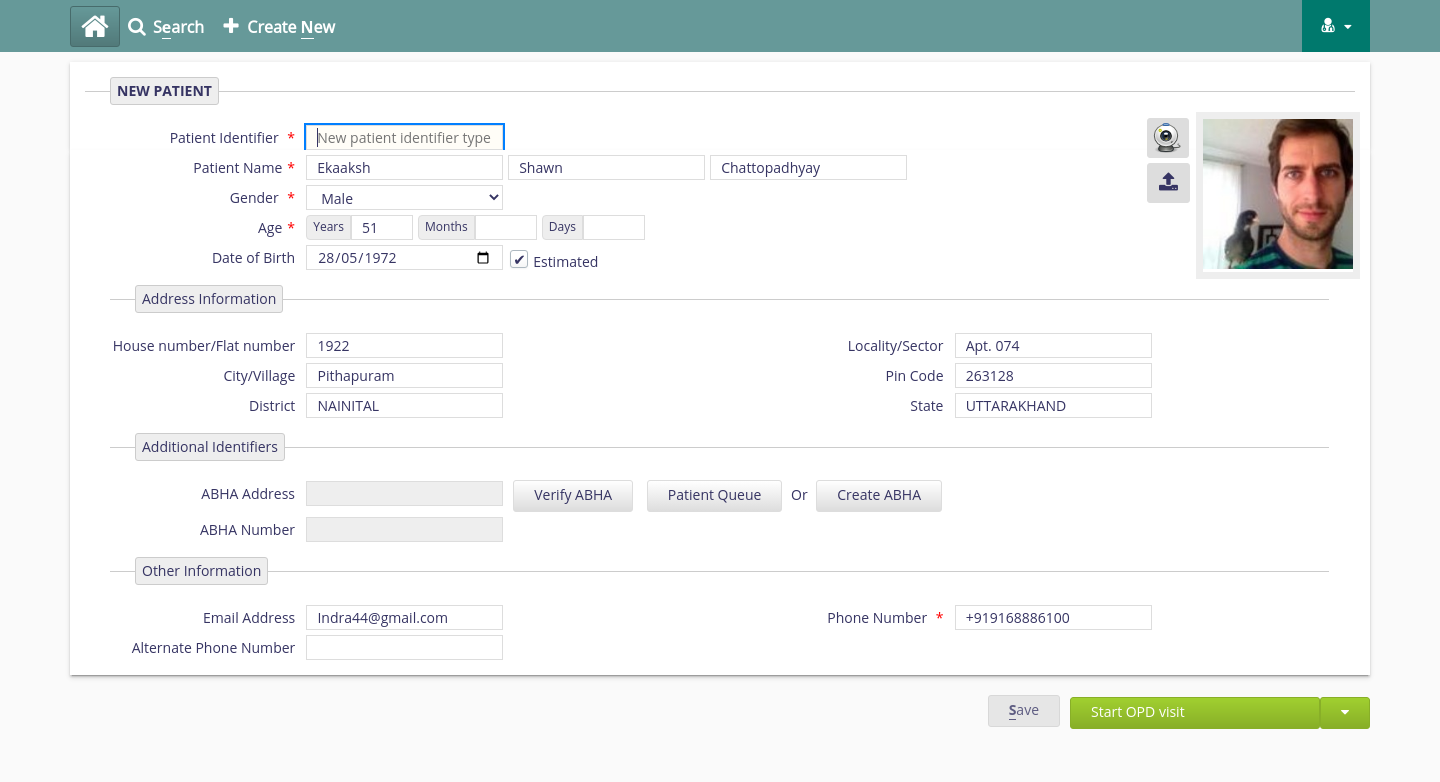 Search Create New
NEW PATIENT
Patient Identifier * New patient identifier type
Patient Name * Ekaaksh Shawn Chattopadhyay
Gender * Male
Age * Years 51 Months Days
Date of Birth 28/05/1972 Estimated
Address Information
House number/Flat number 1922 Locality/Sector Apt. 074
City/Village Pithapuram Pin Code 263128
District NAINITAL State UTTARAKHAND
Additional Identifiers
ABHA Address Verify ABHA Patient Queue Or Create ABHA
ABHA Number
Other Information
Email Address Indra44@gmail.com Phone Number * +919168886100
Alternate Phone Number
Save Start OPD visit